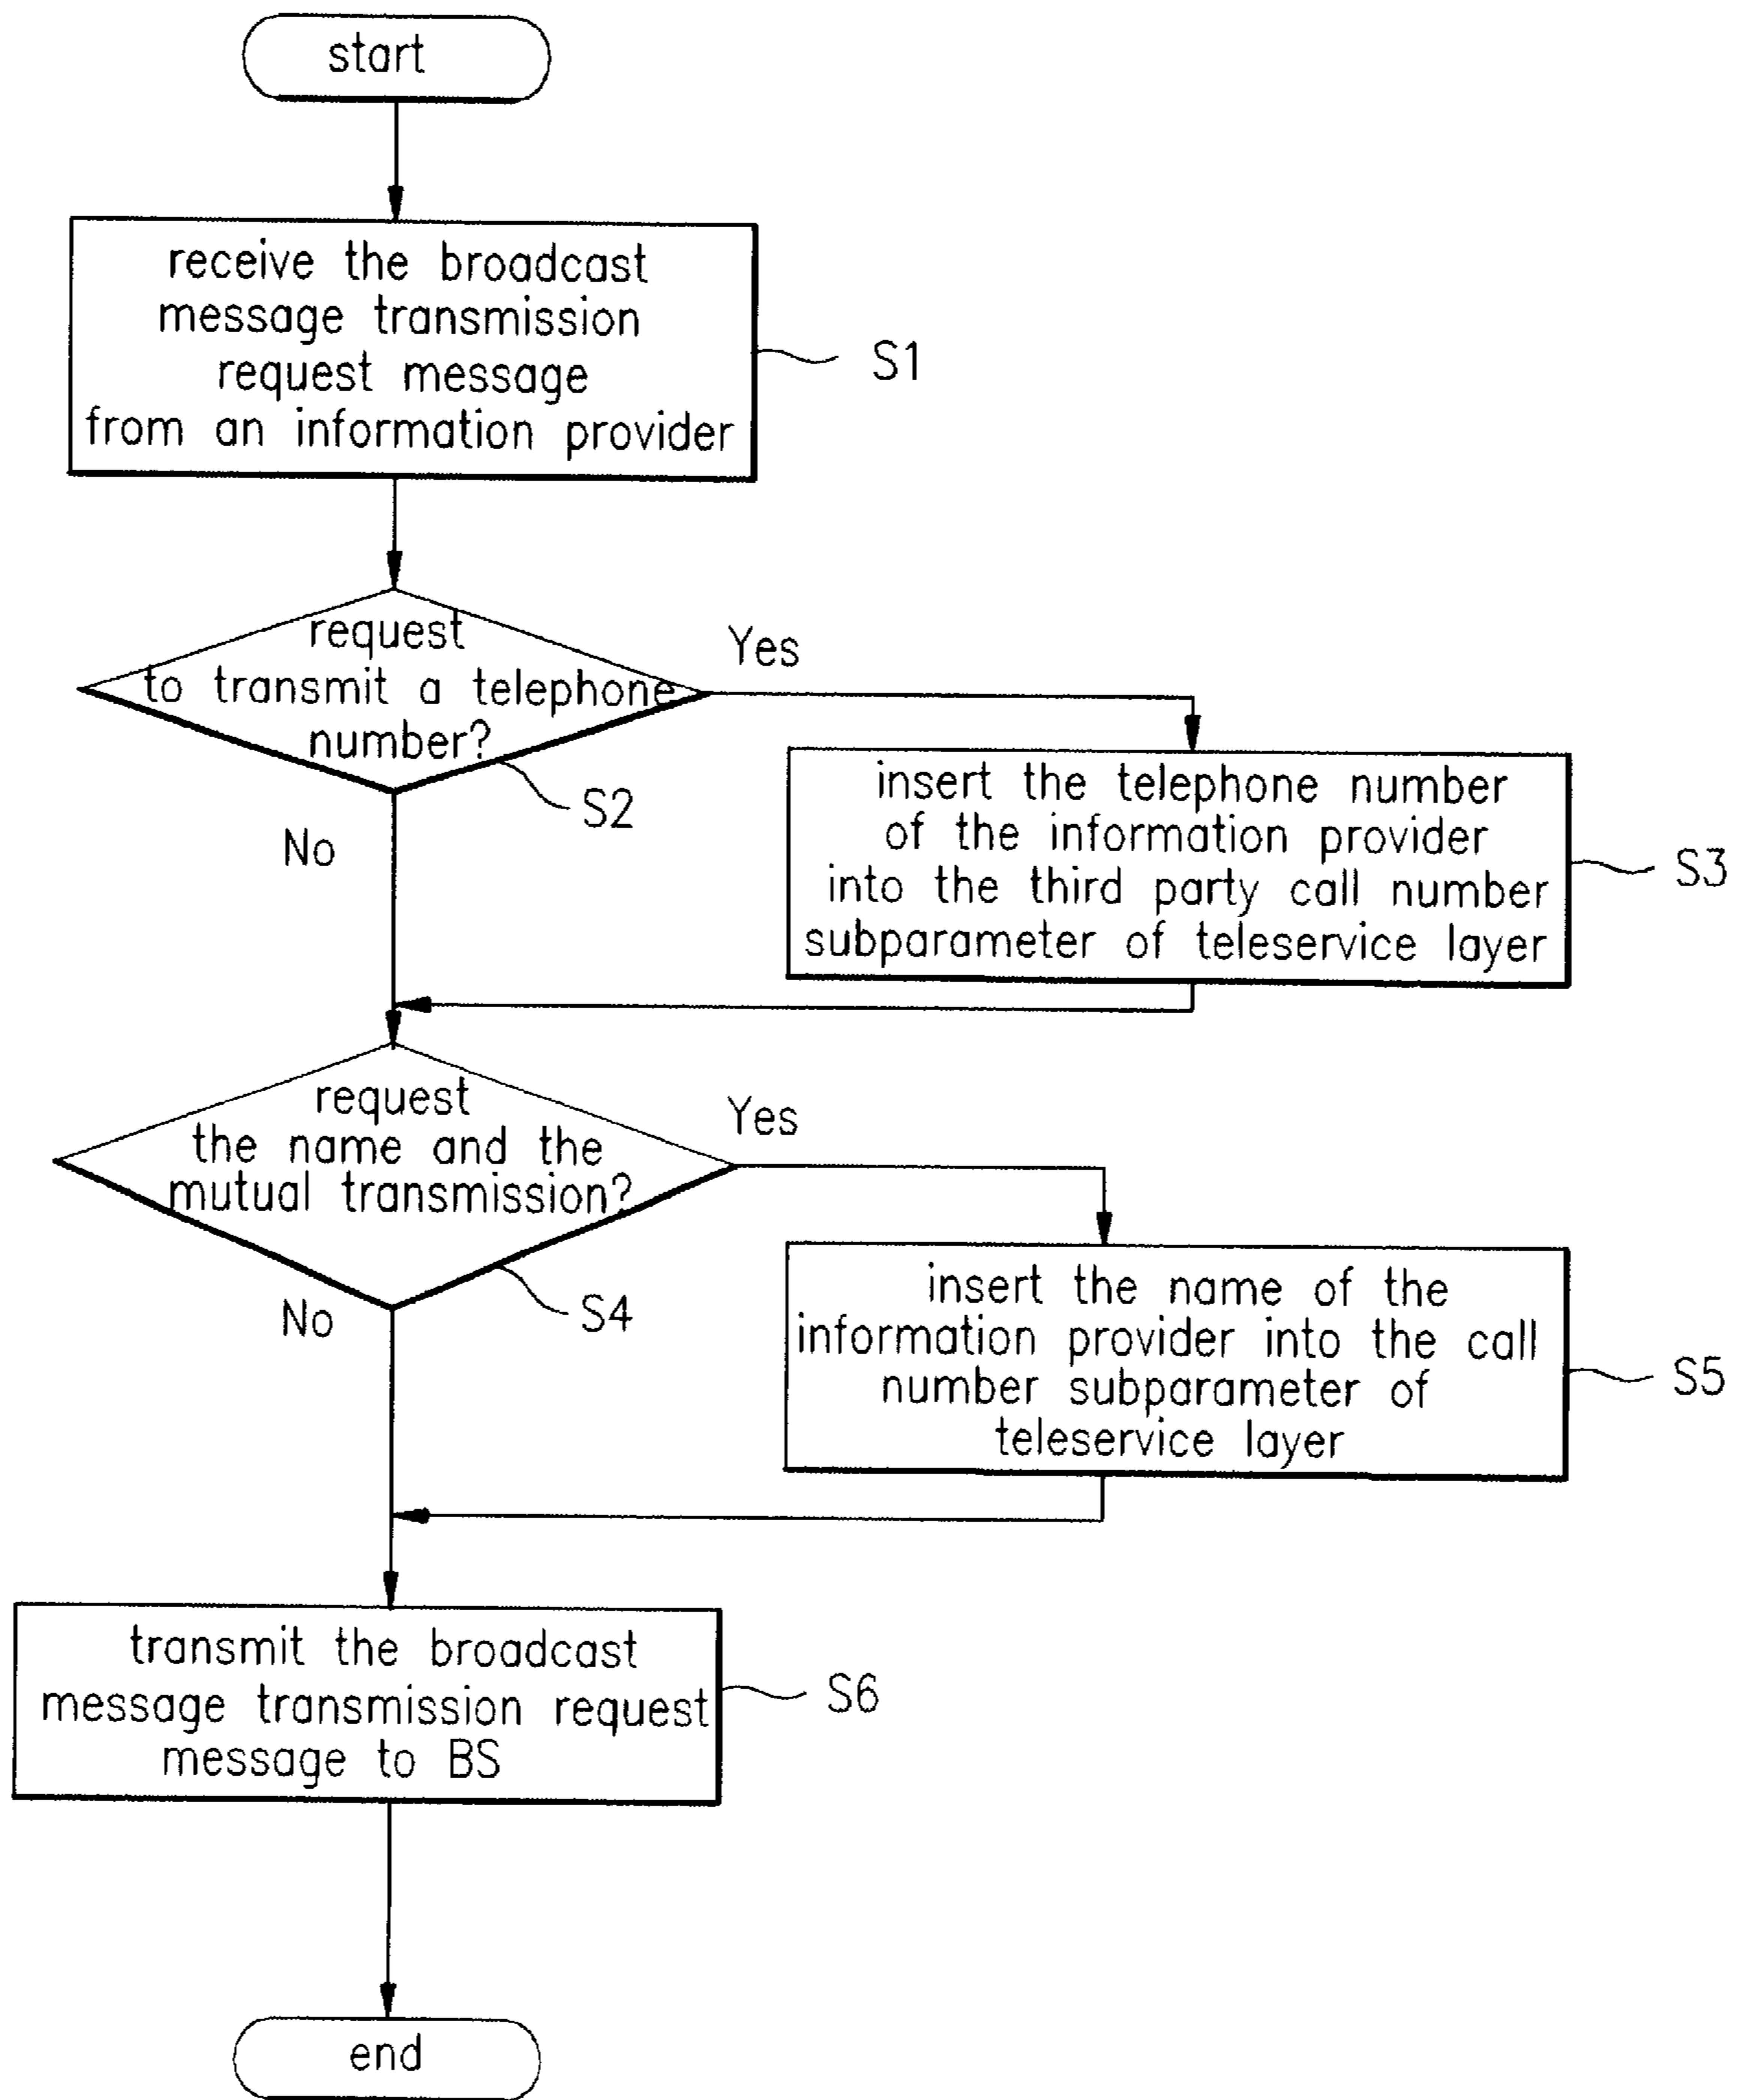 start
receive the broadcast
message transmission
request message
from an information provider
S1
request
to transmit a telephone
number?
Yes
S2
No
insert the telephone number
of the information provider
into the third party call number
subparameter of teleservice layer
S3
request
the name and the
mutual transmission?
Yes
S4
No
insert the name of the
information provider into the call
number subparameter of
teleservice layer
S5
transmit the broadcast
message transmission request
message to BS
S6
end